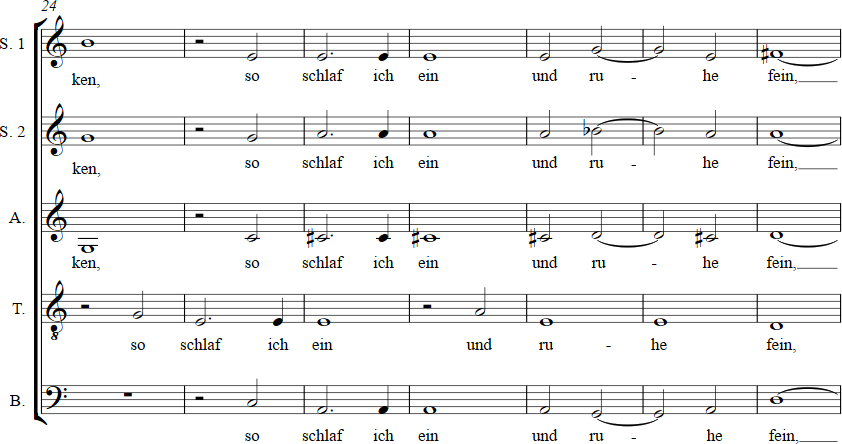 24
S. 1
ken, so schlaf ich ein und ru - he fein,
S. 2
ken, so schlaf ich ein und ru - he fein,
A.
ken, so schlaf ich ein und ru - he fein,
T.
8
so schlaf ich ein und ru - he fein,
B.
so schlaf ich ein und ru - he fein,